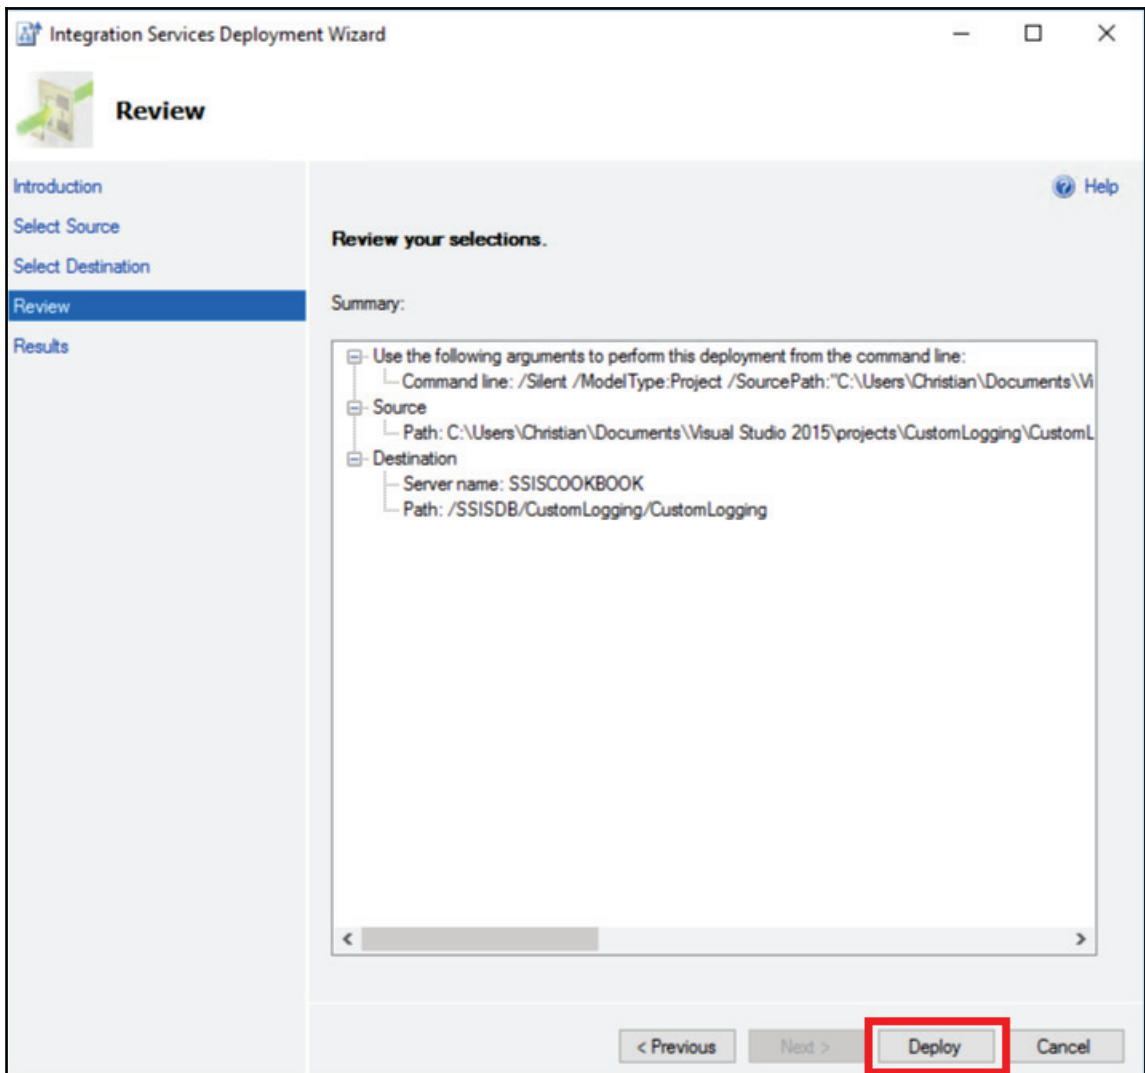 Integration Services Deployment Wizard
Review
Introduction
Select Source
Select Destination
Review
Results
Help
Review your selections.
Summary:
Use the following arguments to perform this deployment from the command line:
Command line: /Silent /ModelType:Project /SourcePath:"C:\Users\Christian\Documents\Vi
Source
Path: C:\Users\Christian\Documents\Visual Studio 2015\projects\CustomLogging\CustomL
Destination
Server name: SSISCOOKBOOK
Path: /SSISDB/CustomLogging/CustomLogging
< Previous Next > Deploy Cancel